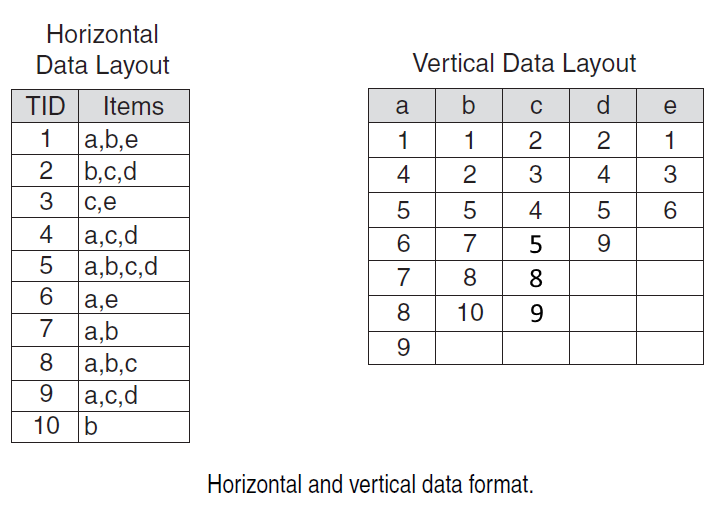 Horizontal
Data Layout
TID Items
1 a,b,e
2 b,c,d
3 c,e
4 a,c,d
5 a,b,c,d
6 a,e
7 a,b
8 a,b,c
9 a,c,d
10 b
Vertical Data Layout
a b c d e
1 1 2 2 1
4 2 3 4 3
5 5 4 5 6
6 7 5 9
7 8 8
8 10 9
9
Horizontal and vertical data format.